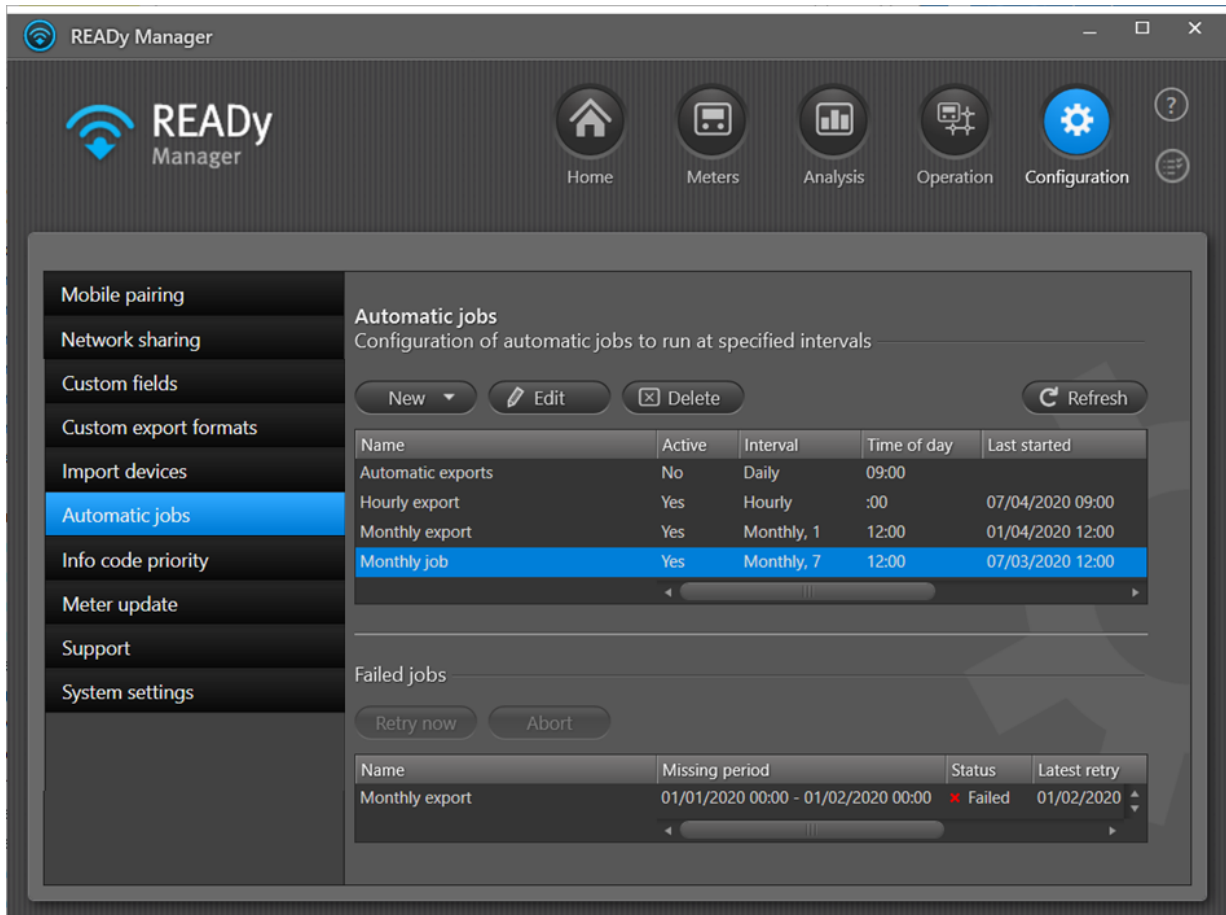 READy Manager
READy
Manager
Home Meters Analysis Operation Configuration
?
Mobile pairing
Network sharing
Custom fields
Custom export formats
Import devices
Automatic jobs
Info code priority
Meter update
Support
System settings
Automatic jobs
Configuration of automatic jobs to run at specified intervals
New Edit Delete Refresh
Name Active Interval Time of day Last started
Automatic exports No Daily 09:00
Hourly export Yes Hourly :00 07/04/2020 09:00
Monthly export Yes Monthly, 1 12:00 01/04/2020 12:00
Monthly job Yes Monthly, 7 12:00 07/03/2020 12:00
Failed jobs
Retry now Abort
Name Missing period Status Latest retry
Monthly export 01/01/2020 00:00 - 01/02/2020 00:00 Failed 01/02/2020